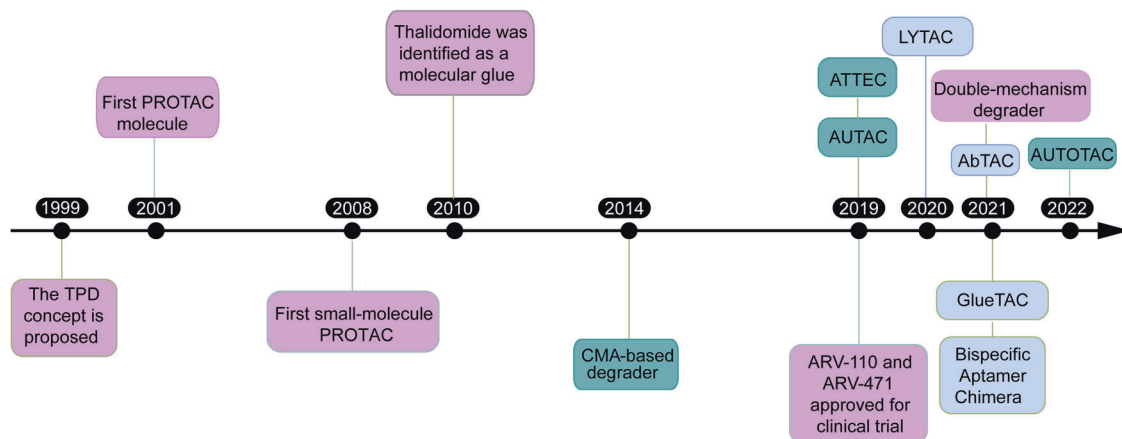 LYTAC
Thalidomide was
identified as a
molecular glue
ATTEC
Double-mechanism
degrader
First PROTAC
molecule
AUTAC
AbTAC
AUTOTAC
1999
2001
2008
2010
2014
2019
2020
2021
2022
The TPD
concept is
proposed
First small-molecule
PROTAC
CMA-based
degrader
ARV-110 and
ARV-471
approved for
clinical trial
GlueTAC
Bispecific
Aptamer
Chimera